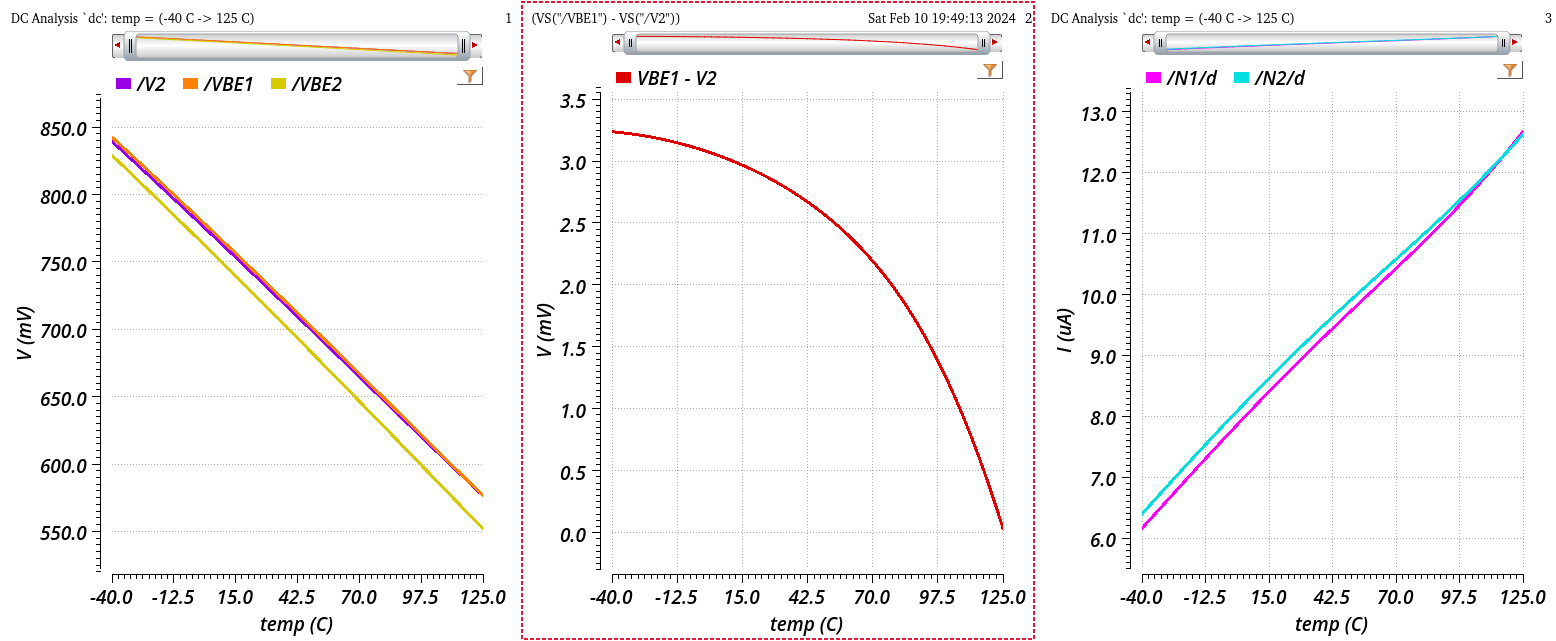 DC Analysis `dc': temp = (-40 C -> 125 C) 1
/V2 /VBE1 /VBE2
850.0
800.0
750.0
700.0
650.0
600.0
550.0
V (mV)
-40.0 -12.5 15.0 42.5 70.0 97.5 125.0
temp (C)
(VS("/VBE1") - VS("/V2")) Sat Feb 10 19:49:13 2024 2
VBE1 - V2
3.5
3.0
2.5
2.0
1.5
1.0
0.5
0.0
V (mV)
-40.0 -12.5 15.0 42.5 70.0 97.5 125.0
temp (C)
DC Analysis `dc': temp = (-40 C -> 125 C) 3
/N1/d /N2/d
13.0
12.0
11.0
10.0
9.0
8.0
7.0
6.0
I (uA)
-40.0 -12.5 15.0 42.5 70.0 97.5 125.0
temp (C)